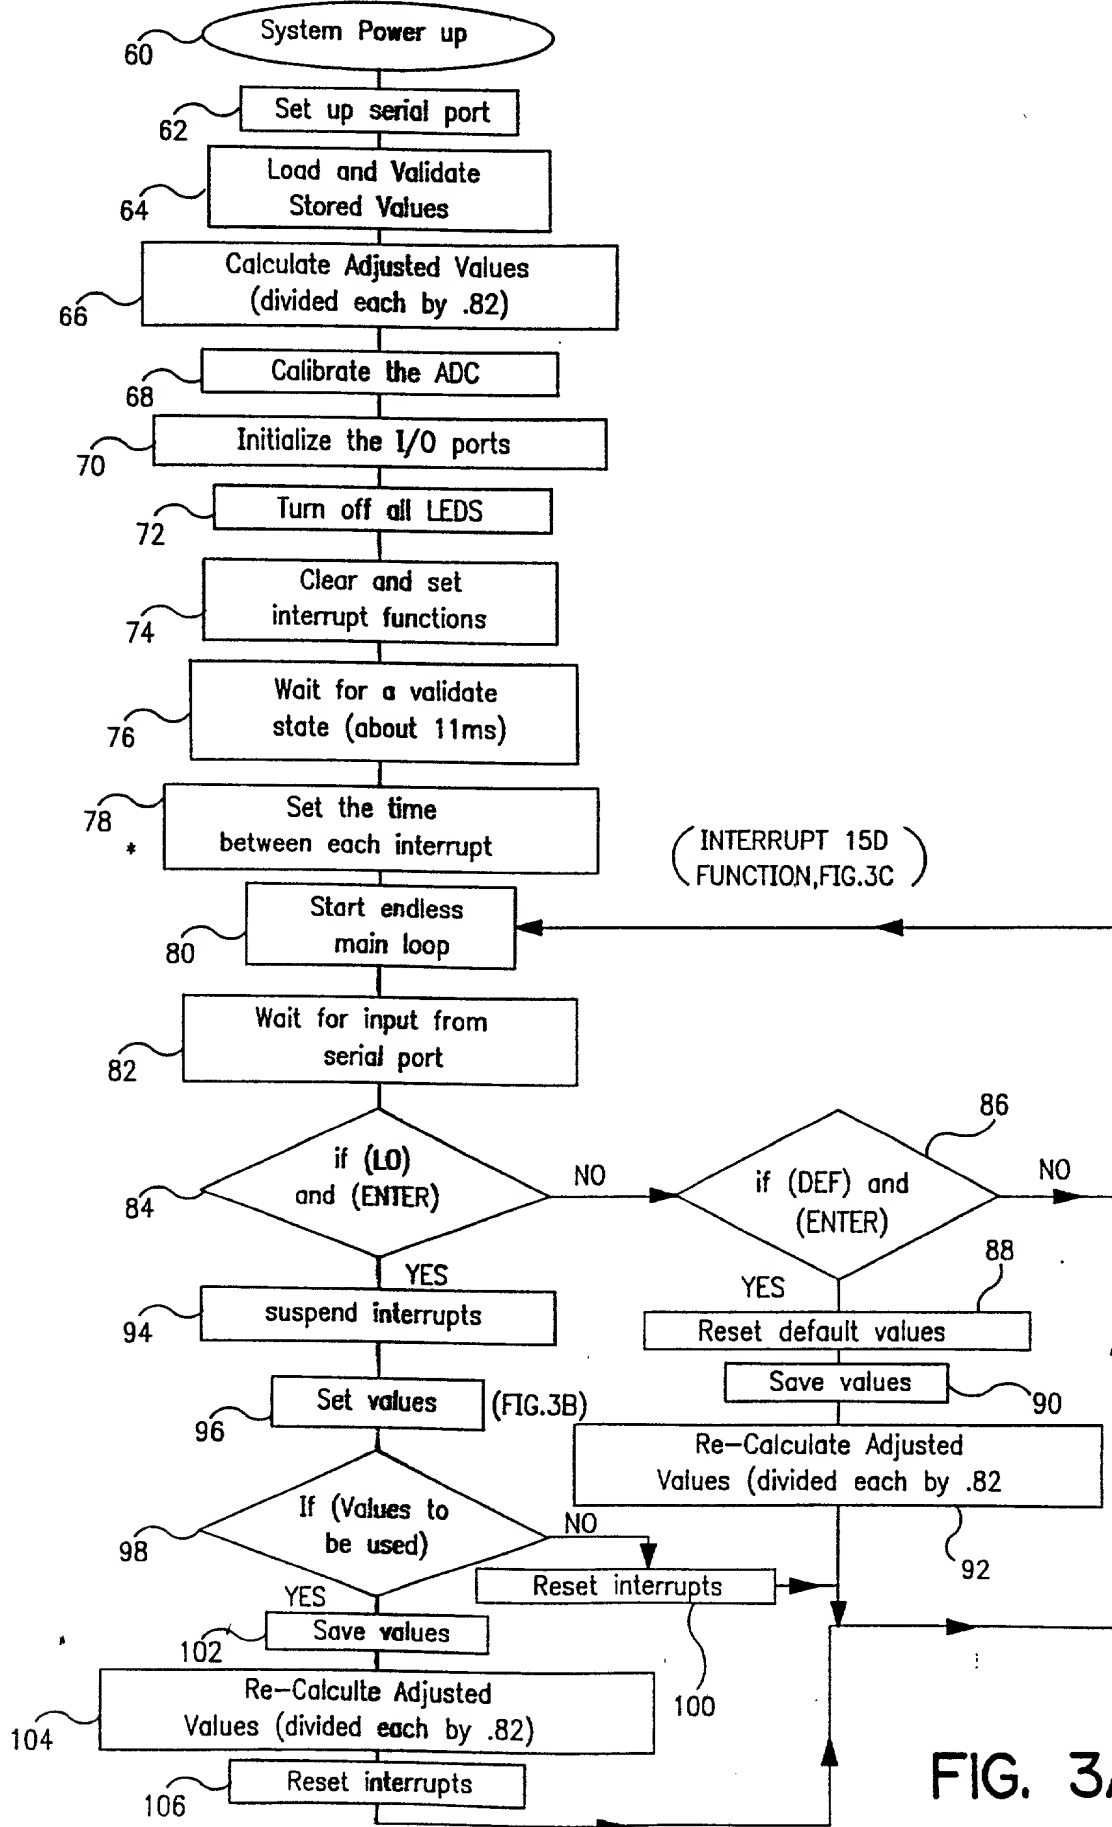 System Power up
60
Set up serial port
62
Load and Validate
Stored Values
64
Calculate Adjusted Values
(divided each by .82)
66
Calibrate the ADC
68
Initialize the I/O ports
70
Turn off all LEDS
72
Clear and set
interrupt functions
74
Wait for a validate
state (about 11ms)
76
Set the time
between each interrupt
78
*
(INTERRUPT 15D
FUNCTION,FIG.3C)
Start endless
main loop
80
Wait for input from
serial port
82
if (LO)
and (ENTER)
84
NO
if (DEF) and
(ENTER)
86
NO
YES
YES
88
suspend interrupts
94
Reset default values
Save values
90
Set values
(FIG.3B)
96
Re-Calculate Adjusted
Values (divided each by .82
92
If (Values to
be used)
98
NO
Reset interrupts
100
YES
Save values
102
Re-Calculte Adjusted
Values (divided each by .82)
104
Reset interrupts
106
FIG. 3A